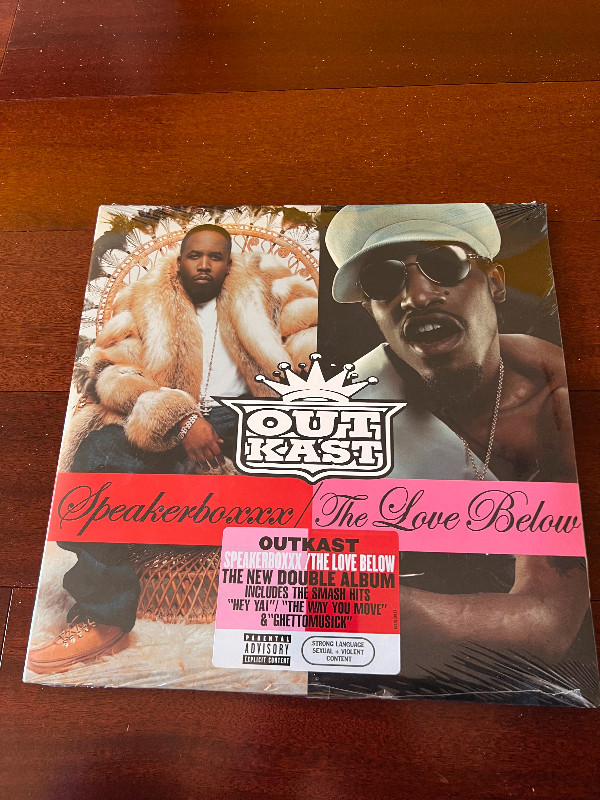 OUT
KAST
Speakerboxxx/The Love Below
OUTKAST
SPEAKERBOXXX/THE LOVE BELOW
THE NEW DOUBLE ALBUM
INCLUDES THE SMASH HITS
"HEY YA!"/"THE WAY YOU MOVE"
& "GHETTOMUSICK"
PARENTAL
ADVISORY
EXPLICIT CONTENT
STRONG LANGUAGE
SEXUAL + VIOLENT
CONTENT